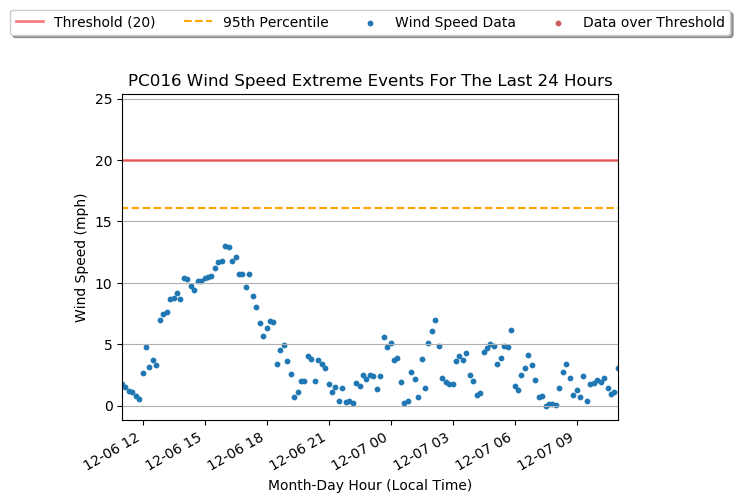 Threshold (20) 95th Percentile Wind Speed Data Data over Threshold
PC016 Wind Speed Extreme Events For The Last 24 Hours
25
20
15
10
5
0
Wind Speed (mph)
12-06 12 12-06 15 12-06 18 12-06 21 12-07 00 12-07 03 12-07 06 12-07 09
Month-Day Hour (Local Time)